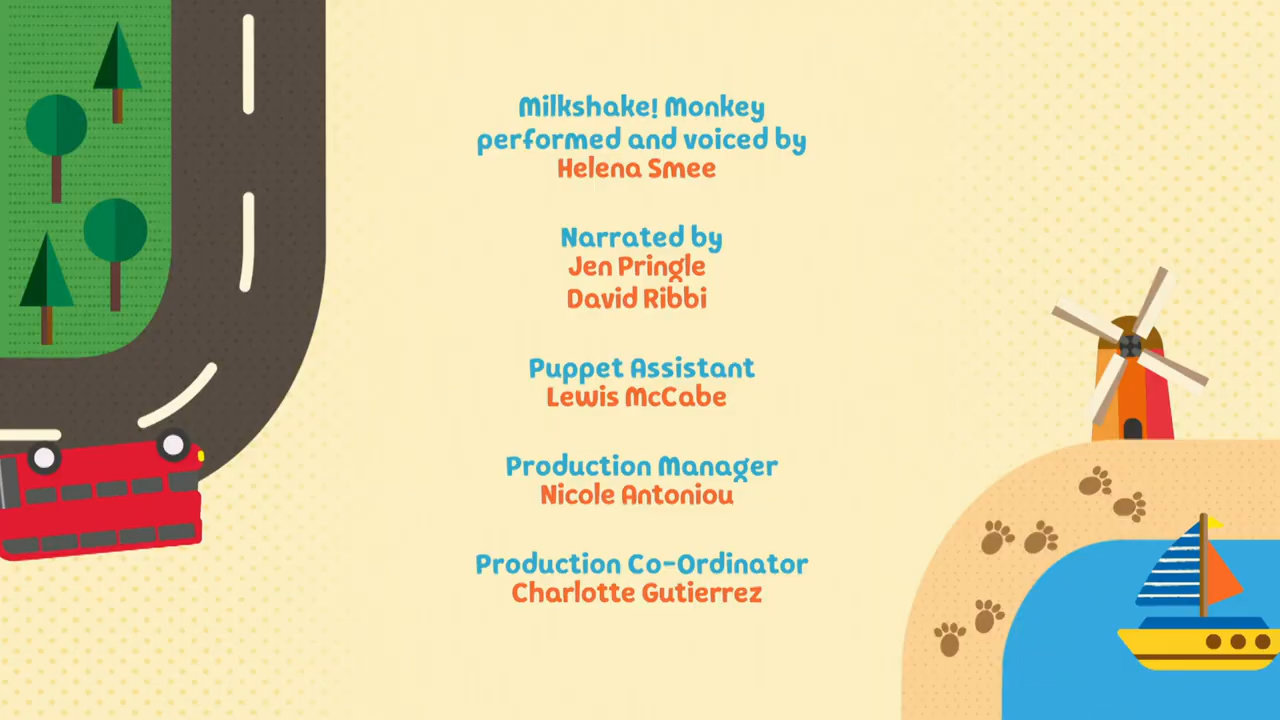 Milkshake! Monkey
performed and voiced by
Helena Smee
Narrated by
Jen Pringle
David Ribbi
Puppet Assistant
Lewis McCabe
Production Manager
Nicole Antoniou
Production Co-Ordinator
Charlotte Gutierrez